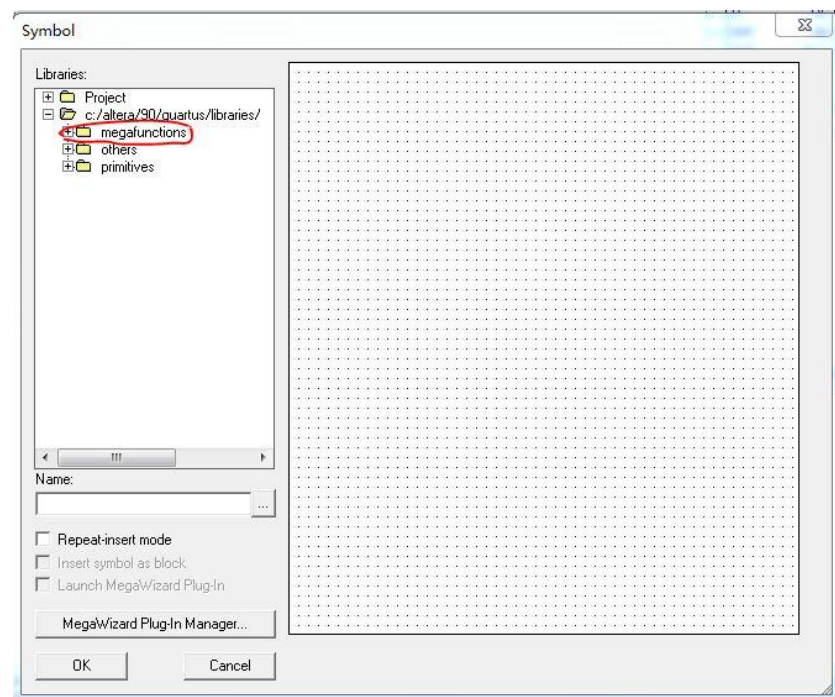 Symbol
Libraries:
Project
c:/altera/90/quartus/libraries/
megafunctions
others
primitives
Name:
...
Repeat-insert mode
Insert symbol as block
Launch MegaWizard Plug-In
MegaWizard Plug-In Manager...
OK
Cancel